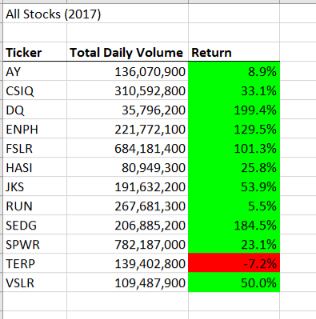 All Stocks (2017)
Ticker Total Daily Volume Return
AY 136,070,900 8.9%
CSIQ 310,592,800 33.1%
DQ 35,796,200 199.4%
ENPH 221,772,100 129.5%
FSLR 684,181,400 101.3%
HASI 80,949,300 25.8%
JKS 191,632,200 53.9%
RUN 267,681,300 5.5%
SEDG 206,885,200 184.5%
SPWR 782,187,000 23.1%
TERP 139,402,800 -7.2%
VSLR 109,487,900 50.0%